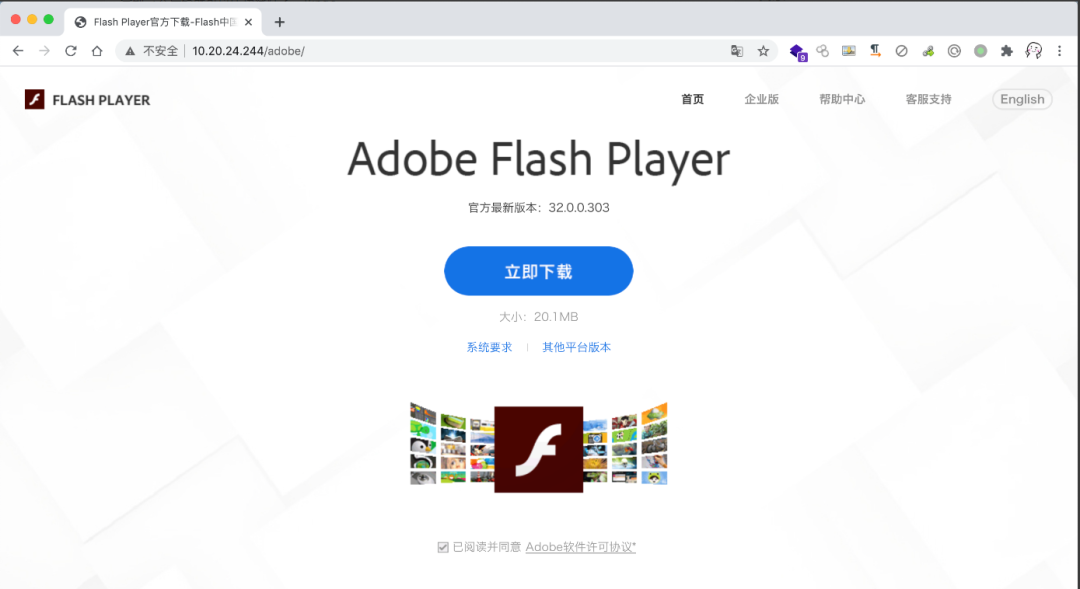 Flash Player官方下载-Flash中国
不安全 10.20.24.244/adobe/
9
FLASH PLAYER
首页 企业版 帮助中心 客服支持 English
Adobe Flash Player
官方最新版本：32.0.0.303
立即下载
大小：20.1MB
系统要求 其他平台版本
已阅读并同意 Adobe软件许可协议*